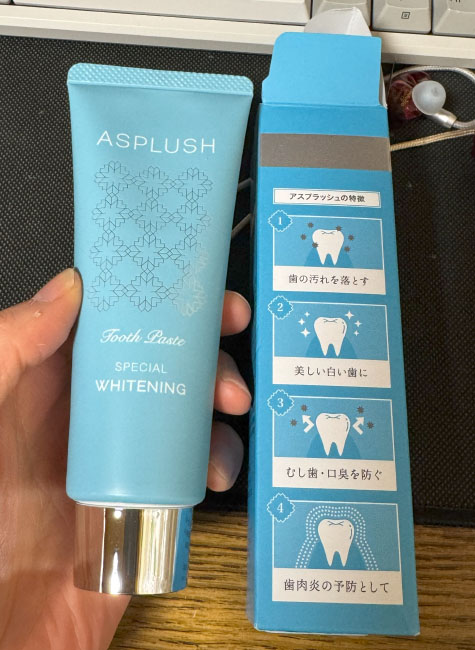 ASPLUSH
Tooth Paste
SPECIAL
WHITENING
アスプラッシュの特徴
1
歯の汚れを落とす
2
美しい白い歯に
3
むし歯・口臭を防ぐ
4
歯肉炎の予防として